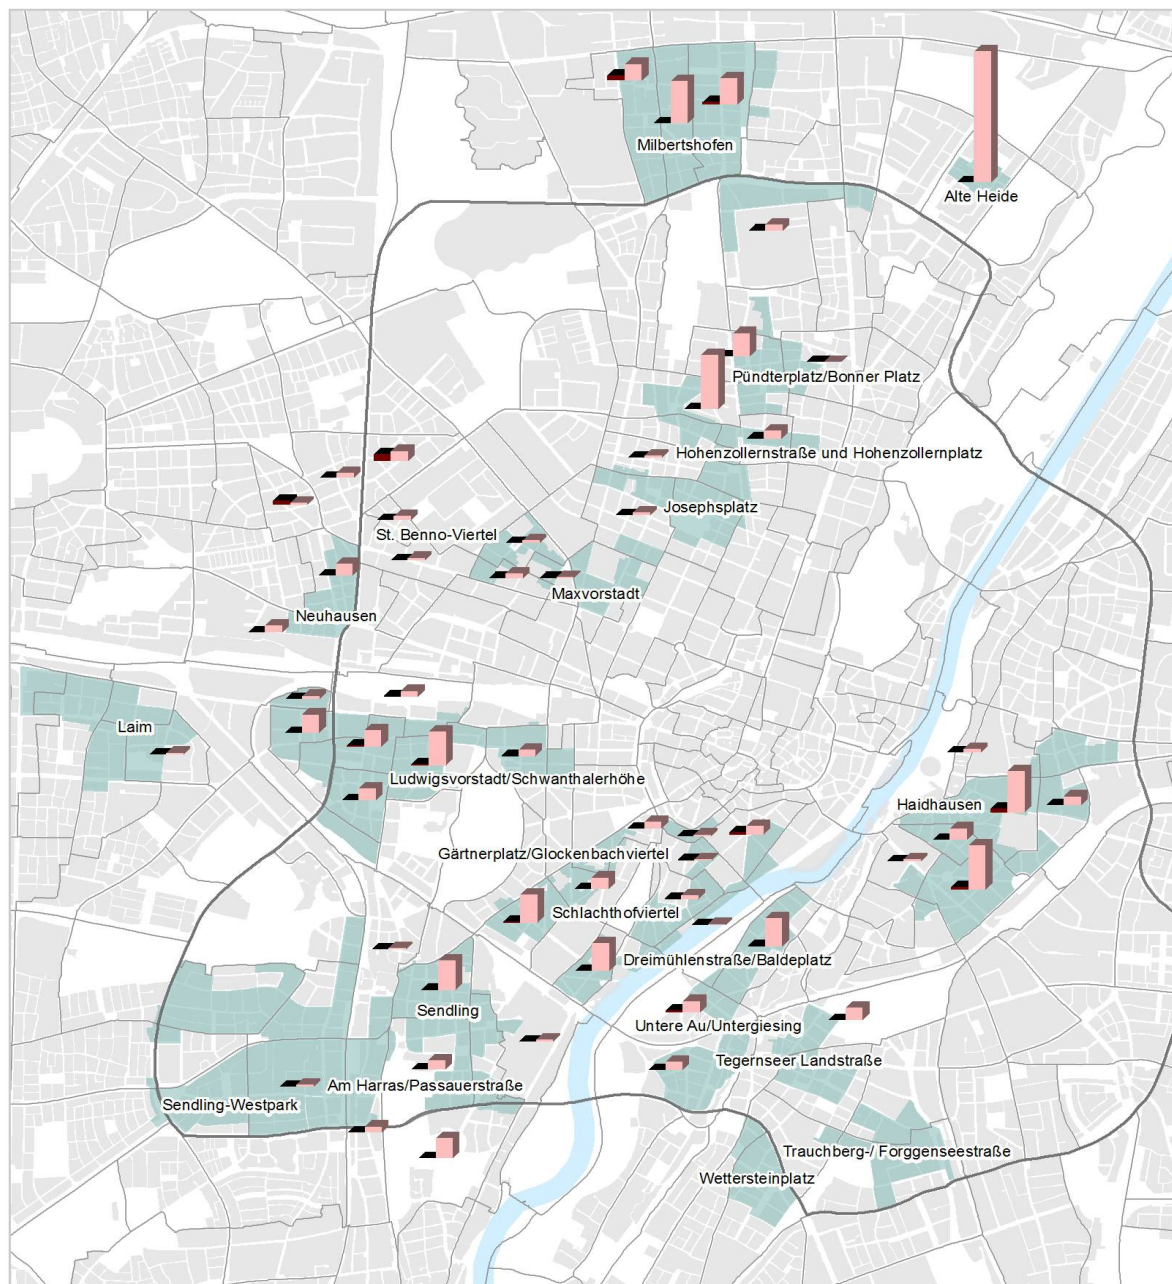 Milbertshofen
Alte Heide
Pündterplatz/Bonner Platz
Hohenzollernstraße und Hohenzollernplatz
Josephsplatz
St. Benno-Viertel
Maxvorstadt
Neuhausen
Laim
Ludwigsvorstadt/Schwanthalerhöhe
Haidhausen
Gärtnerplatz/Glockenbachviertel
Schlachthofviertel
Dreimühlenstraße/Baldeplatz
Sendling
Untere Au/Untergiesing
Tegernseer Landstraße
Am Harras/Passauerstraße
Sendling-Westpark
Trauchberg-/ Forggenseestraße
Wettersteinplatz